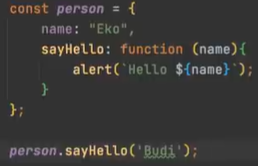 const person = {
    name: "Eko",
    sayHello: function (name){
        alert(`Hello ${name}`);
    }
};
person.sayHello('Budi');